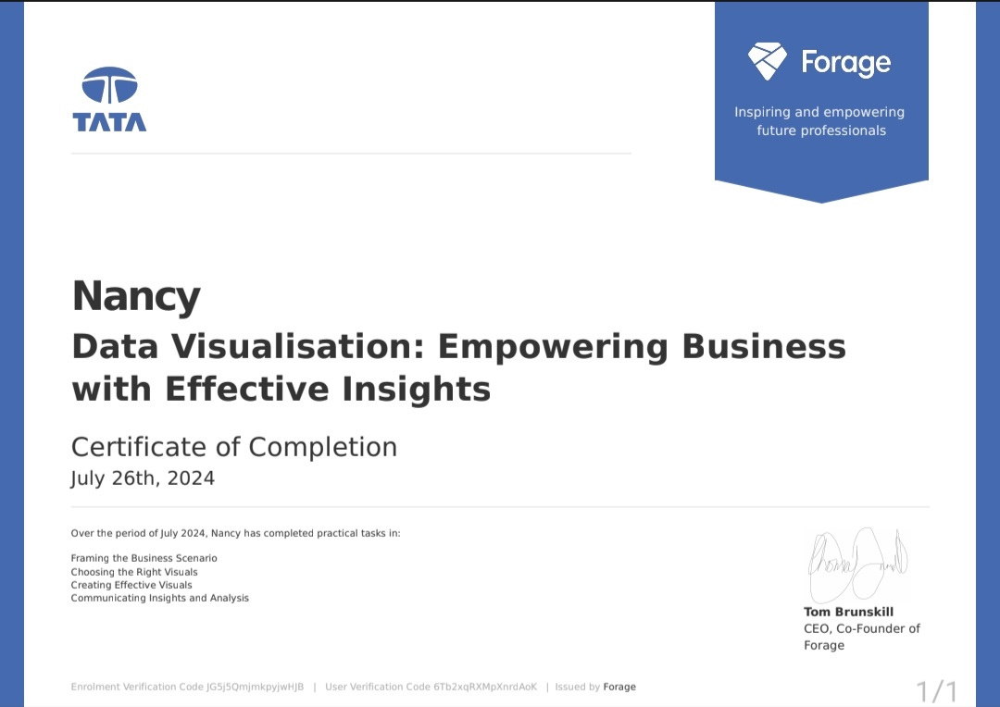 TATA
Forage
Inspiring and empowering
future professionals
Nancy
Data Visualisation: Empowering Business
with Effective Insights
Certificate of Completion
July 26th, 2024
Over the period of July 2024, Nancy has completed practical tasks in:
Framing the Business Scenario
Choosing the Right Visuals
Creating Effective Visuals
Communicating Insights and Analysis
Tom Brunskill
CEO, Co-Founder of
Forage
Enrolment Verification Code JG5j5QmjmkpyjwHJB | User Verification Code 6Tb2xqRXMpXnrdAoK | Issued by Forage
1/1